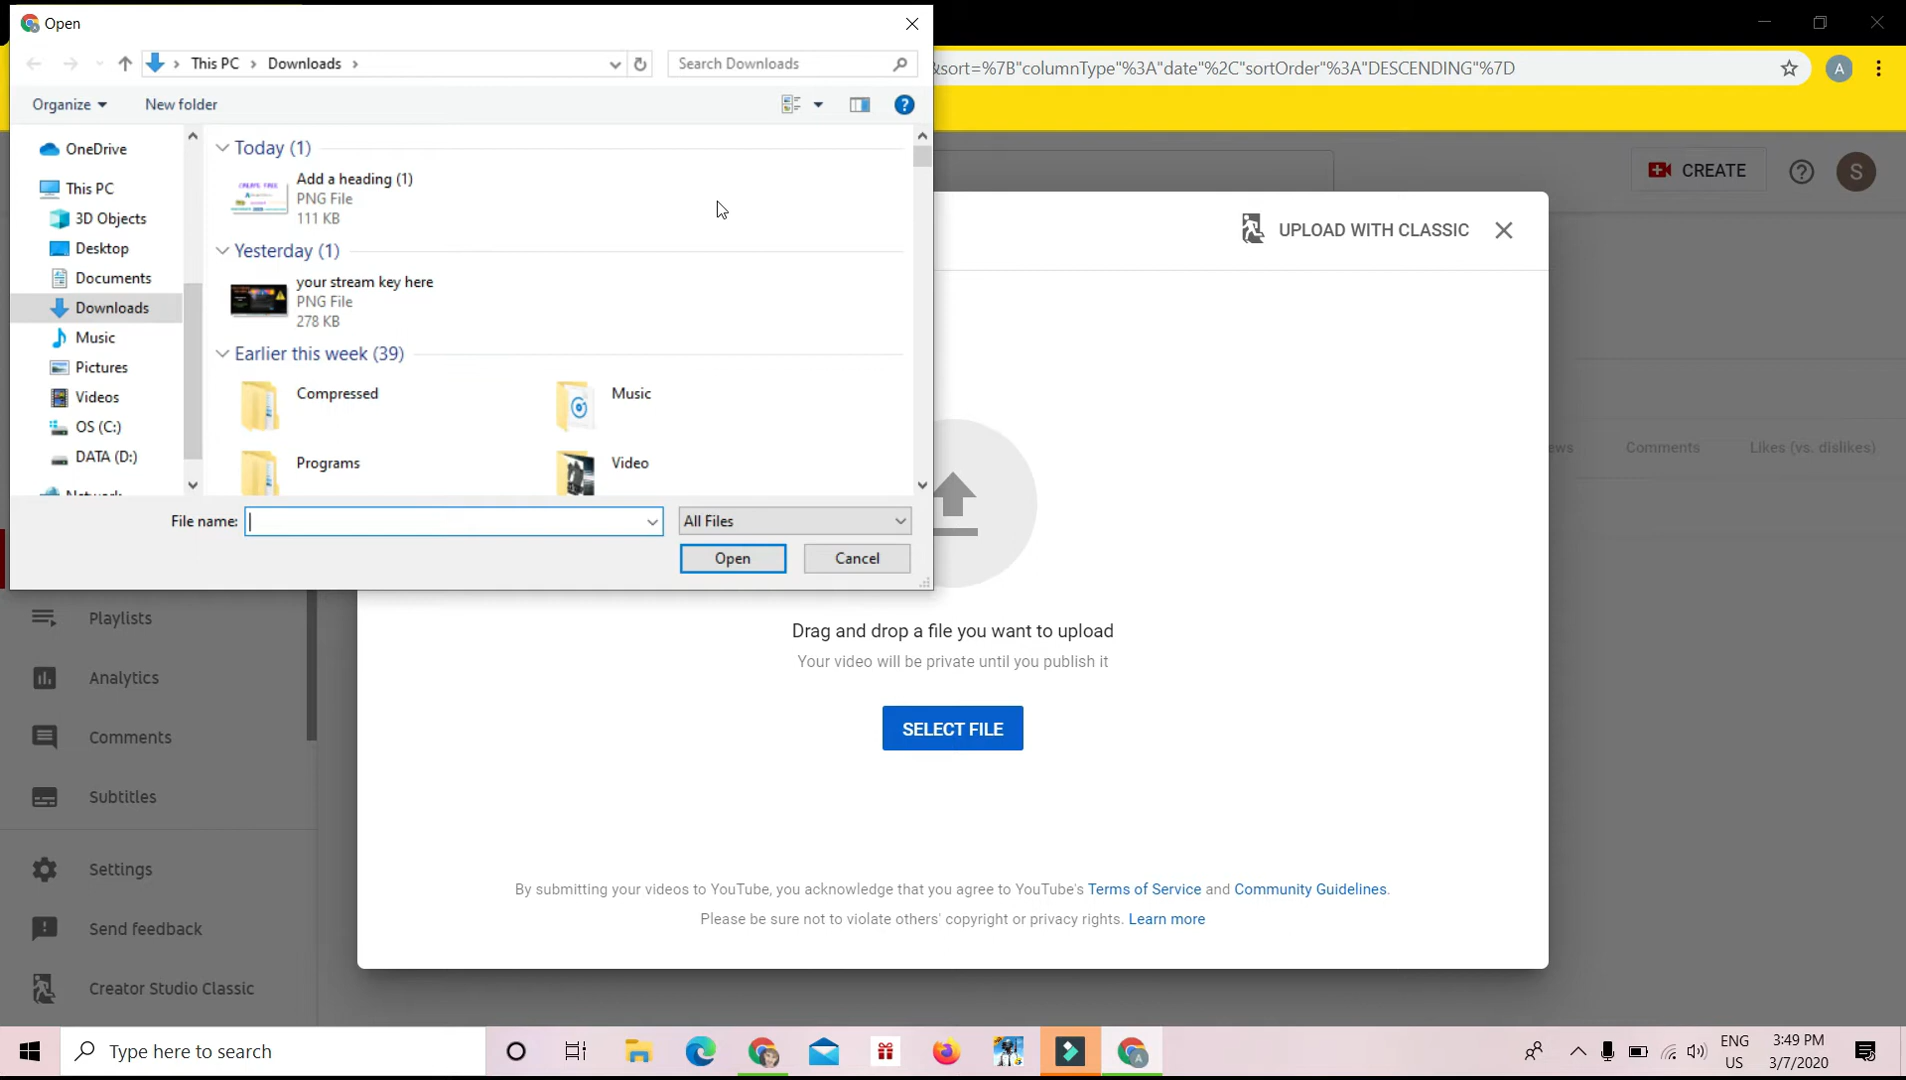 Open
This PC > Downloads >
Search Downloads
&sort=%7B"columnType"%3A"date"%2C"sortOrder"%3A"DESCENDING"%7D
A
Organize
New folder
?
OneDrive
This PC
3D Objects
Desktop
Documents
Downloads
Music
Pictures
Videos
OS (C:)
DATA (D:)
Network
Today (1)
Add a heading (1)
PNG File
111 KB
Yesterday (1)
your stream key here
PNG File
278 KB
Earlier this week (39)
Compressed
Music
Programs
Video
File name:
All Files
Open
Cancel
CREATE
?
S
UPLOAD WITH CLASSIC
Comments
Likes (vs. dislikes)
Drag and drop a file you want to upload
Your video will be private until you publish it
SELECT FILE
By submitting your videos to YouTube, you acknowledge that you agree to YouTube's Terms of Service and Community Guidelines.
Please be sure not to violate others' copyright or privacy rights. Learn more
Playlists
Analytics
Comments
Subtitles
Settings
Send feedback
Creator Studio Classic
Type here to search
ENG
US
3:49 PM
3/7/2020